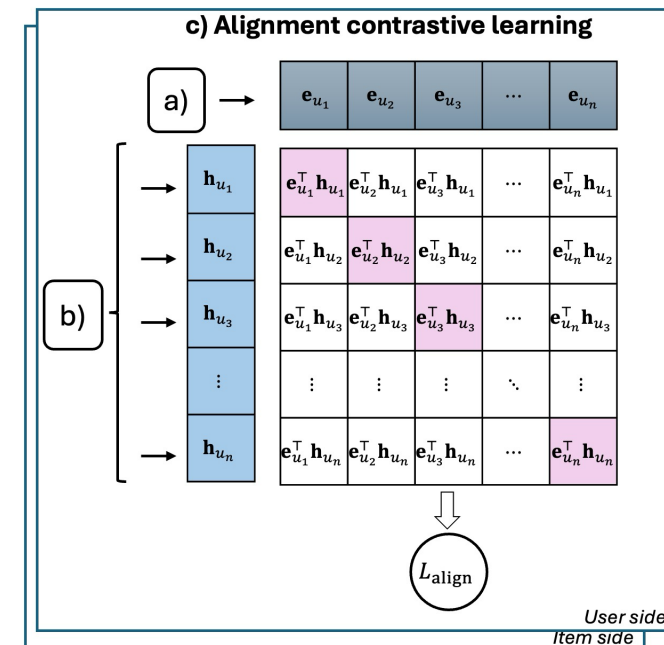 c) Alignment contrastive learning
a) → 𝐞_{u_1} 𝐞_{u_2} 𝐞_{u_3} ⋯ 𝐞_{u_n}
𝐡_{u_1} 𝐞_{u_1}^⊤𝐡_{u_1} 𝐞_{u_2}^⊤𝐡_{u_1} 𝐞_{u_3}^⊤𝐡_{u_1} ⋯ 𝐞_{u_n}^⊤𝐡_{u_1}
𝐡_{u_2} 𝐞_{u_1}^⊤𝐡_{u_2} 𝐞_{u_2}^⊤𝐡_{u_2} 𝐞_{u_3}^⊤𝐡_{u_2} ⋯ 𝐞_{u_n}^⊤𝐡_{u_2}
b) 𝐡_{u_3} 𝐞_{u_1}^⊤𝐡_{u_3} 𝐞_{u_2}^⊤𝐡_{u_3} 𝐞_{u_3}^⊤𝐡_{u_3} ⋯ 𝐞_{u_n}^⊤𝐡_{u_3}
⋮ ⋮ ⋮ ⋮ ⋱ ⋮
𝐡_{u_n} 𝐞_{u_1}^⊤𝐡_{u_n} 𝐞_{u_2}^⊤𝐡_{u_n} 𝐞_{u_3}^⊤𝐡_{u_n} ⋯ 𝐞_{u_n}^⊤𝐡_{u_n}
L_{align}
User side
Item side